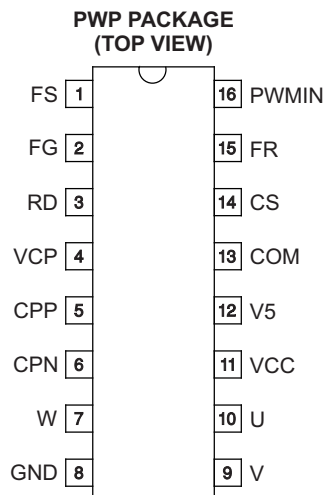 PWP PACKAGE
(TOP VIEW)
FS 1 16 PWMIN
FG 2 15 FR
RD 3 14 CS
VCP 4 13 COM
CPP 5 12 V5
CPN 6 11 VCC
W 7 10 U
GND 8 9 V